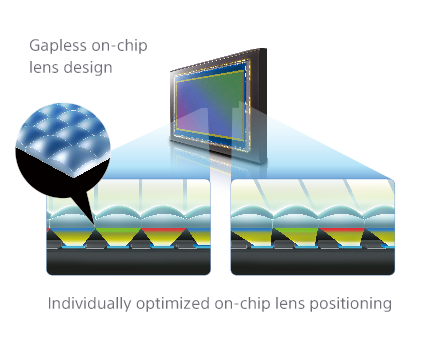 Gapless on-chip
lens design
Individually optimized on-chip lens positioning